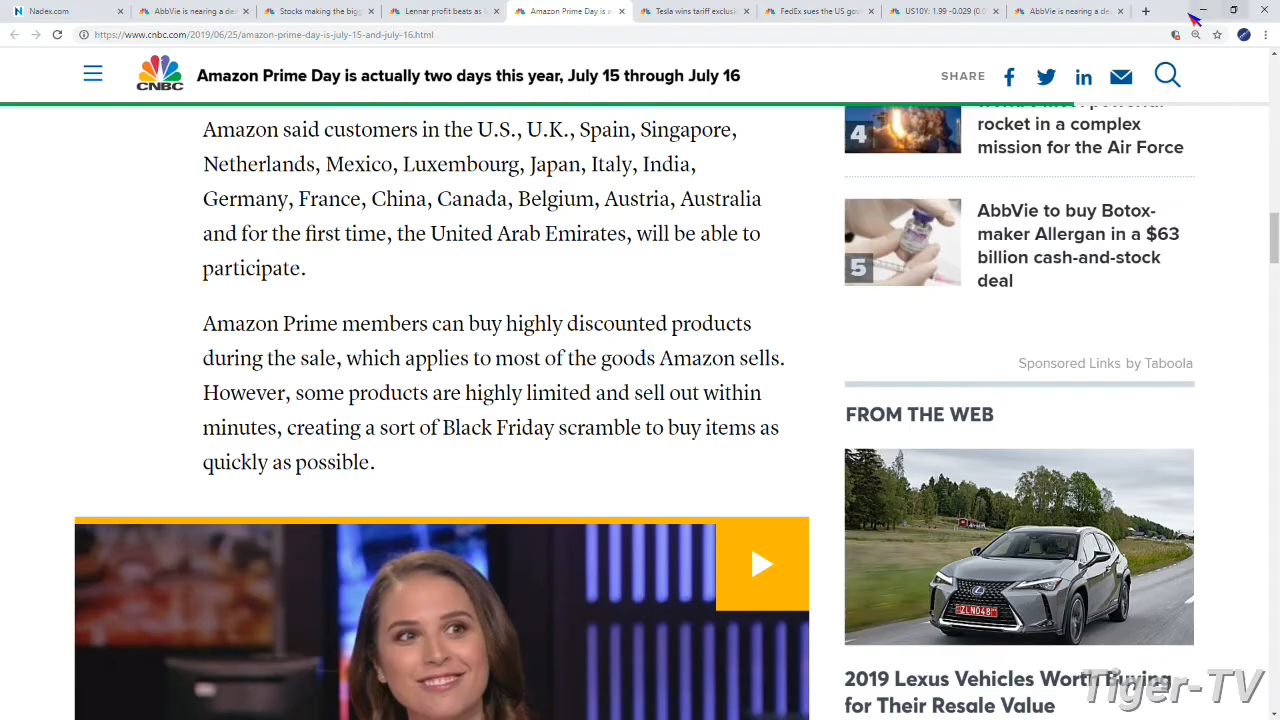 Nadex.com
AbbVie is nearing a de
Stocks making the bigg
Lennar profit beats as l
Amazon Prime Day is a
Tesla wins tariff exclusi
FedEx sues the US gov
US10Y: 1.99 -0.029 (0.0
AbbVie is nearing a de
https://www.cnbc.com/2019/06/25/amazon-prime-day-is-july-15-and-july-16.html
CNBC
Amazon Prime Day is actually two days this year, July 15 through July 16
SHARE
Amazon said customers in the U.S., U.K., Spain, Singapore,
Netherlands, Mexico, Luxembourg, Japan, Italy, India,
Germany, France, China, Canada, Belgium, Austria, Australia
and for the first time, the United Arab Emirates, will be able to
participate.
Amazon Prime members can buy highly discounted products
during the sale, which applies to most of the goods Amazon sells.
However, some products are highly limited and sell out within
minutes, creating a sort of Black Friday scramble to buy items as
quickly as possible.
4
world's most powerful
rocket in a complex
mission for the Air Force
5
AbbVie to buy Botox-
maker Allergan in a $63
billion cash-and-stock
deal
Sponsored Links by Taboola
FROM THE WEB
ZLN048
2019 Lexus Vehicles Worth Buying
for Their Resale Value
Tiger-TV